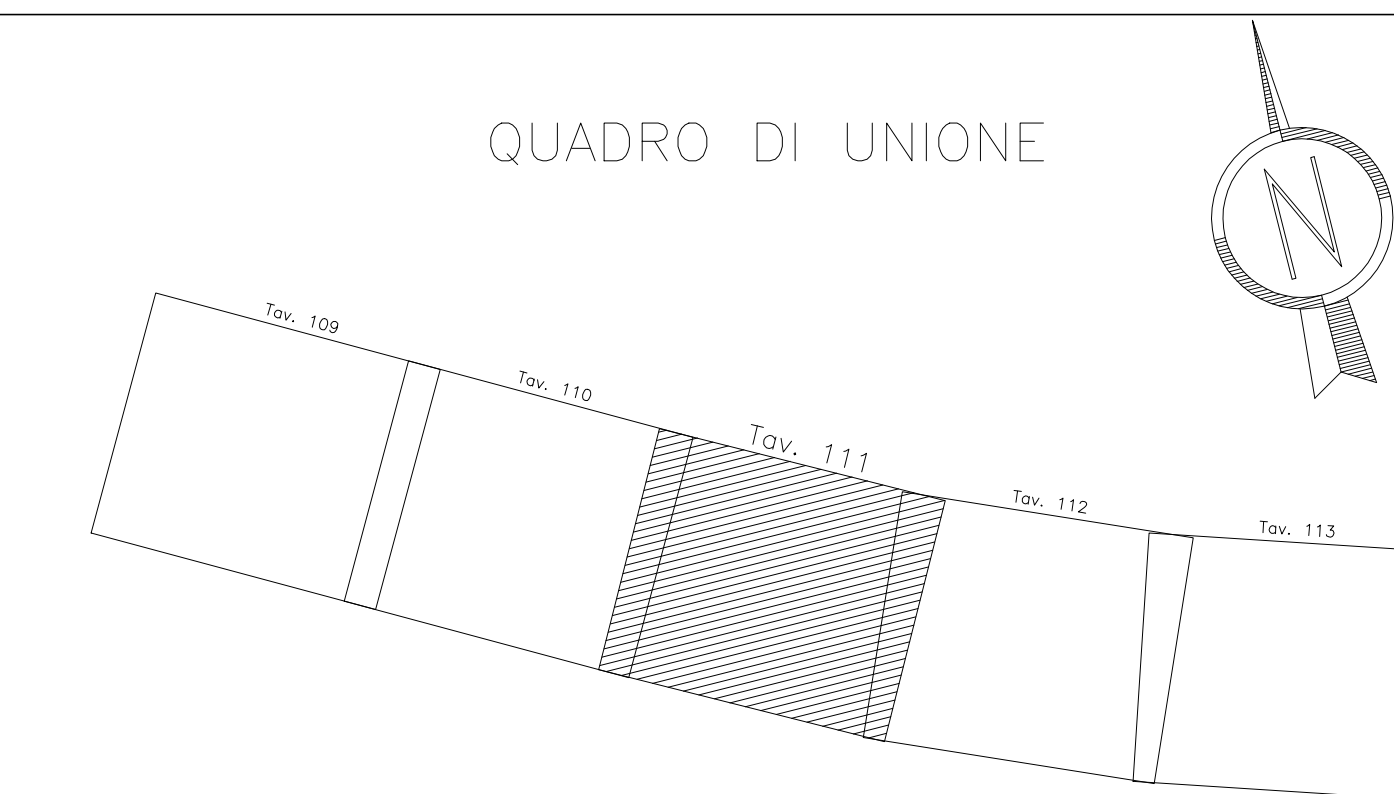 QUADRO DI UNIONE
N
Tav. 109
Tav. 110
Tav. 111
Tav. 112
Tav. 113